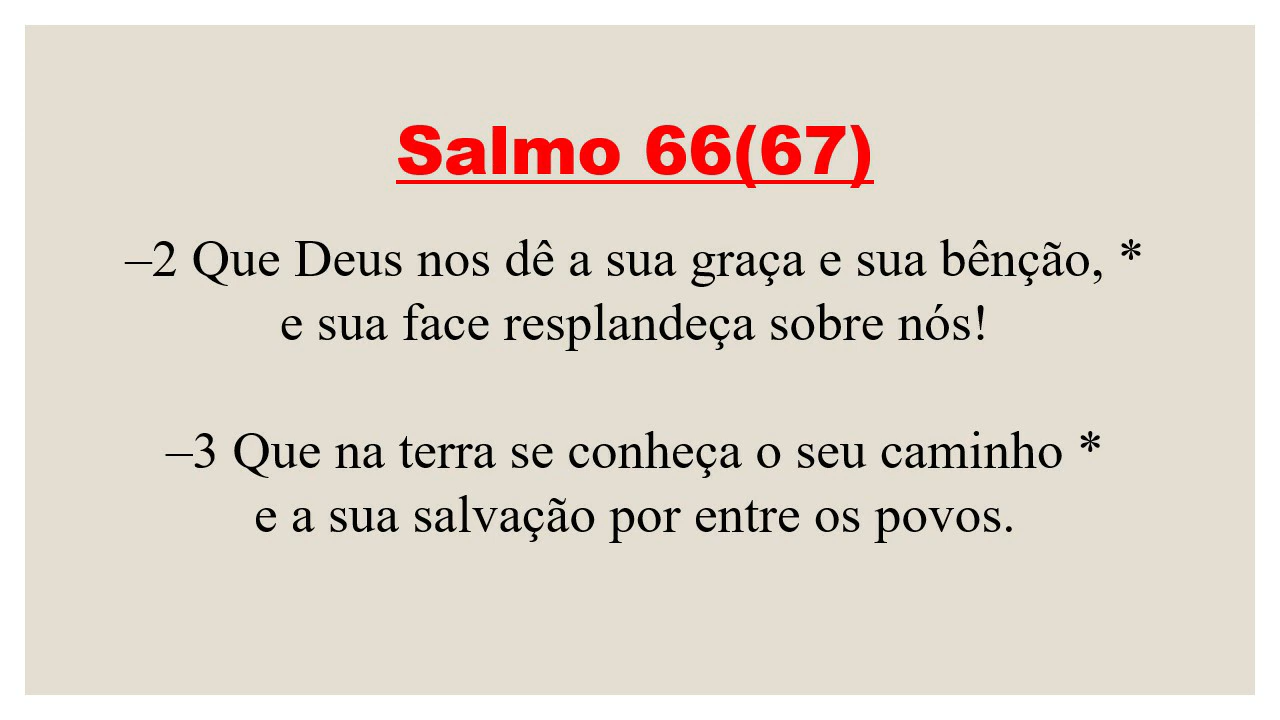 Salmo 66(67)
–2 Que Deus nos dê a sua graça e sua bênção, *
e sua face resplandeça sobre nós!
–3 Que na terra se conheça o seu caminho *
e a sua salvação por entre os povos.